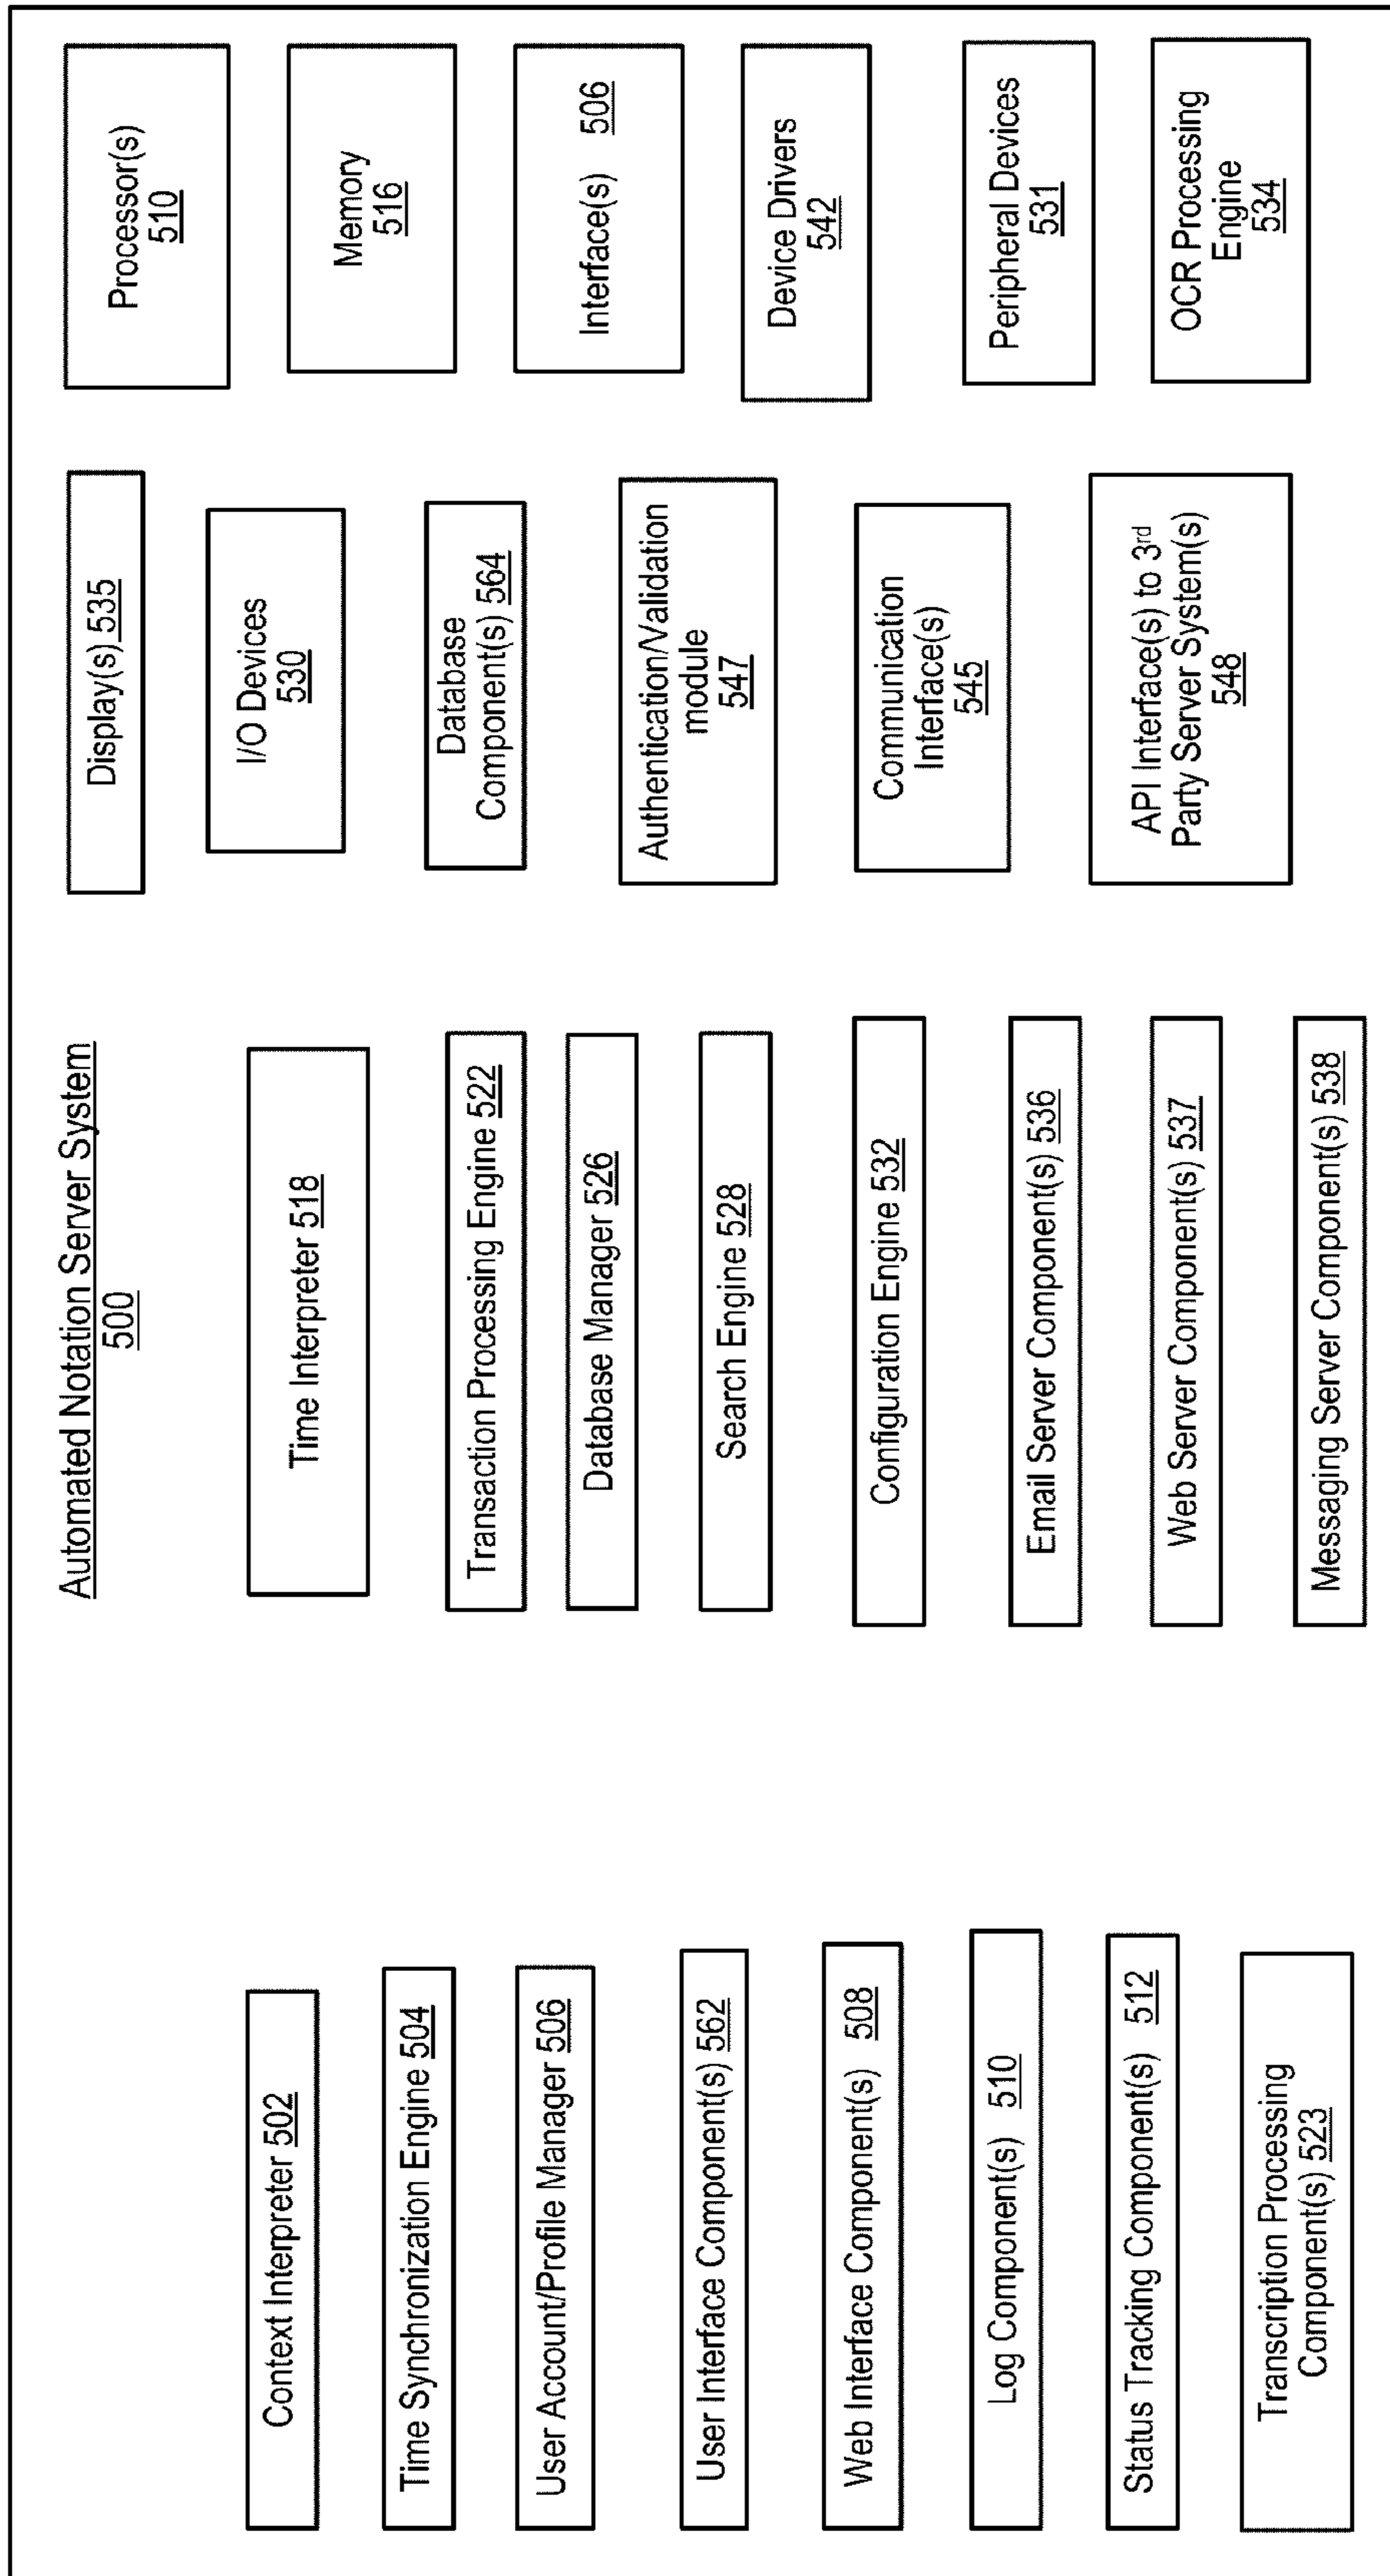 Automated Notation Server System
500
Context Interpreter 502
Time Synchronization Engine 504
User Account/Profile Manager 506
User Interface Component(s) 562
Web Interface Component(s) 508
Log Component(s) 510
Status Tracking Component(s) 512
Transcription Processing
Component(s) 523
Time Interpreter 518
Transaction Processing Engine 522
Database Manager 526
Search Engine 528
Configuration Engine 532
Email Server Component(s) 536
Web Server Component(s) 537
Messaging Server Component(s) 538
Display(s) 535
I/O Devices
530
Database
Component(s) 564
Authentication/Validation
module
547
Communication
Interface(s)
545
API Interface(s) to 3rd
Party Server System(s)
548
Processor(s)
510
Memory
516
Interface(s) 506
Device Drivers
542
Peripheral Devices
531
OCR Processing
Engine
534